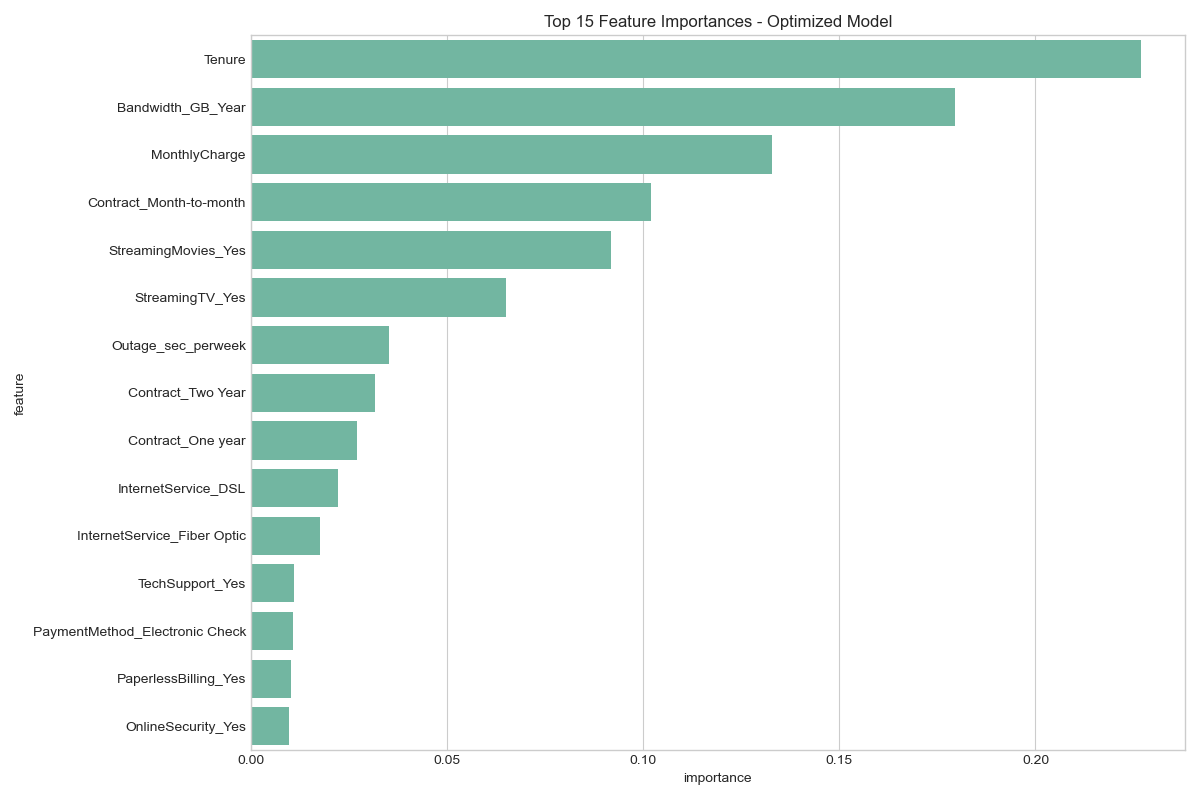 Top 15 Feature Importances - Optimized Model
Tenure
Bandwidth_GB_Year
MonthlyCharge
Contract_Month-to-month
StreamingMovies_Yes
StreamingTV_Yes
Outage_sec_perweek
Contract_Two Year
Contract_One year
InternetService_DSL
InternetService_Fiber Optic
TechSupport_Yes
PaymentMethod_Electronic Check
PaperlessBilling_Yes
OnlineSecurity_Yes
feature
0.00 0.05 0.10 0.15 0.20
importance